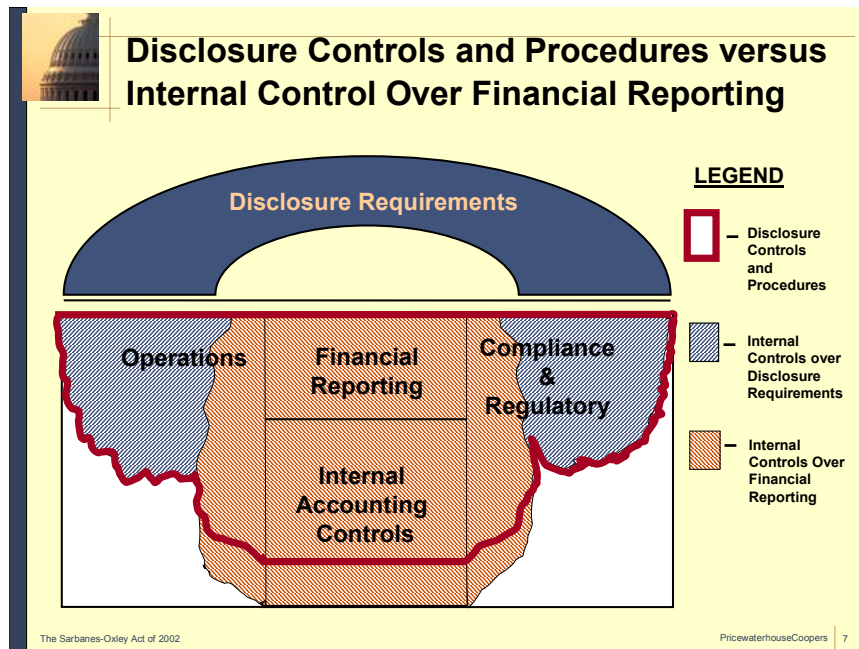 Disclosure Controls and Procedures versus
Internal Control Over Financial Reporting
Disclosure Requirements
LEGEND
– Disclosure
Controls
and
Procedures
– Internal
Controls over
Disclosure
Requirements
– Internal
Controls Over
Financial
Reporting
Operations
Financial
Reporting
Compliance
&
Regulatory
Internal
Accounting
Controls
The Sarbanes-Oxley Act of 2002
PricewaterhouseCoopers 7